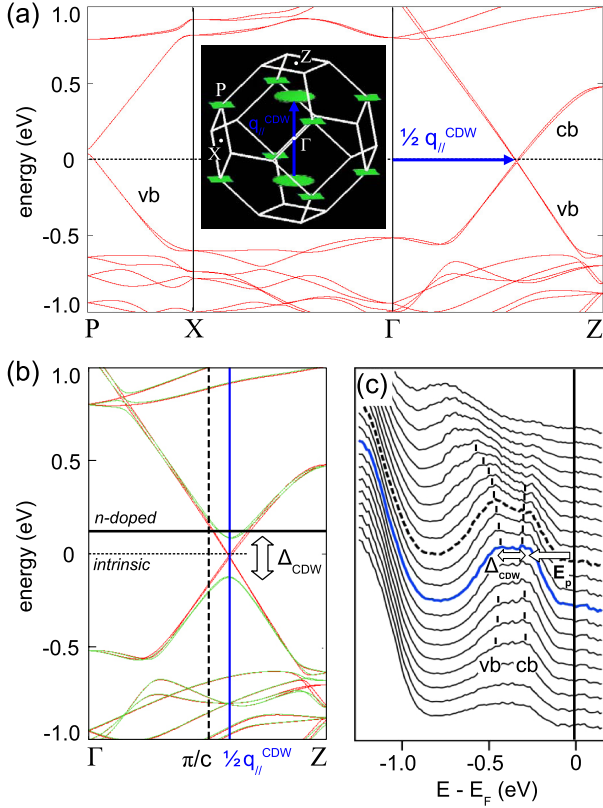 (a)
1.0
0.5
0
-0.5
-1.0
energy (eV)
P
X
Γ
Z
vb
cb
vb
½ q//CDW
Z
P
X
Γ
q//CDW
(b)
1.0
0.5
0
-0.5
-1.0
energy (eV)
n-doped
intrinsic
ΔCDW
Γ
π/c
½ q//CDW
Z
(c)
ΔCDW
Ep
vb
cb
-1.0
-0.5
0
E - EF (eV)